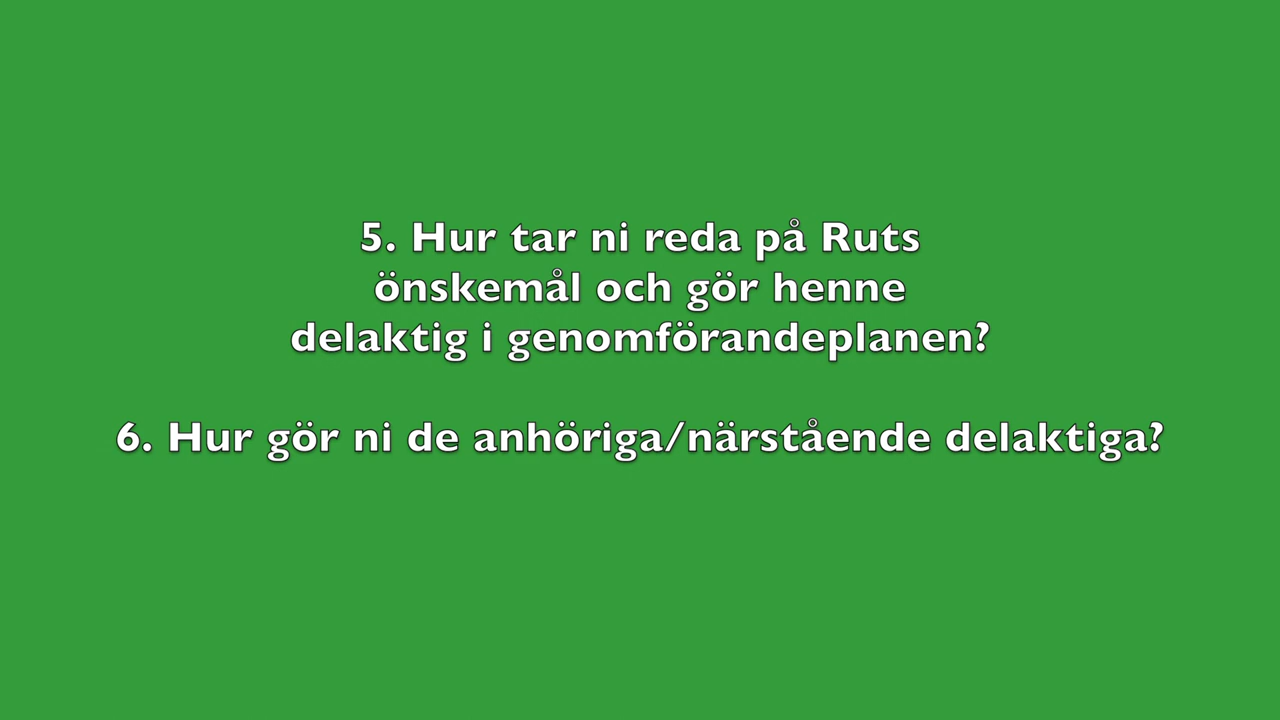 5. Hur tar ni reda på Ruts
önskemål och gör henne
delaktig i genomförandeplanen?
6. Hur gör ni de anhöriga/närstående delaktiga?